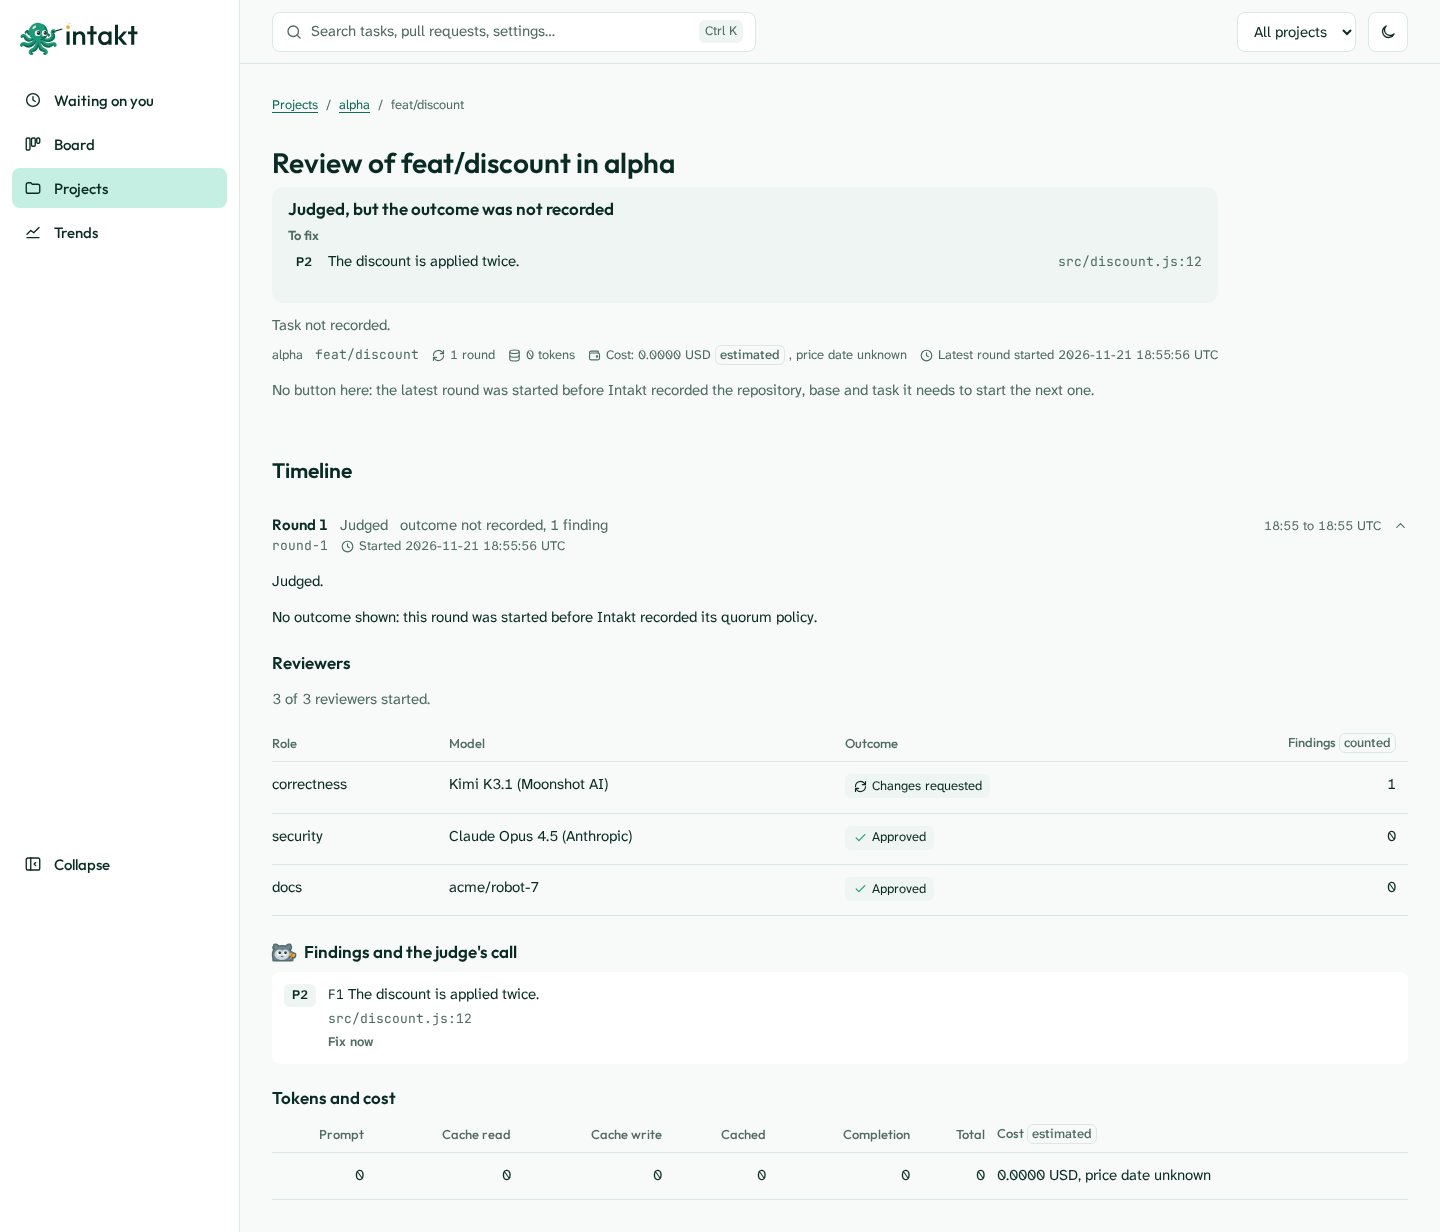 intakt
Search tasks, pull requests, settings...
Ctrl K
All projects
Waiting on you
Board
Projects
Trends
Collapse
Projects / alpha / feat/discount
Review of feat/discount in alpha
Judged, but the outcome was not recorded
To fix
P2 The discount is applied twice. src/discount.js:12
Task not recorded.
alpha feat/discount 1 round 0 tokens Cost: 0.0000 USD estimated , price date unknown Latest round started 2026-11-21 18:55:56 UTC
No button here: the latest round was started before Intakt recorded the repository, base and task it needs to start the next one.
Timeline
Round 1 Judged outcome not recorded, 1 finding 18:55 to 18:55 UTC
round-1 Started 2026-11-21 18:55:56 UTC
Judged.
No outcome shown: this round was started before Intakt recorded its quorum policy.
Reviewers
3 of 3 reviewers started.
Role Model Outcome Findings counted
correctness Kimi K3.1 (Moonshot AI) Changes requested 1
security Claude Opus 4.5 (Anthropic) Approved 0
docs acme/robot-7 Approved 0
Findings and the judge's call
P2 F1 The discount is applied twice.
src/discount.js:12
Fix now
Tokens and cost
Prompt Cache read Cache write Cached Completion Total Cost estimated
0 0 0 0 0 0 0.0000 USD, price date unknown